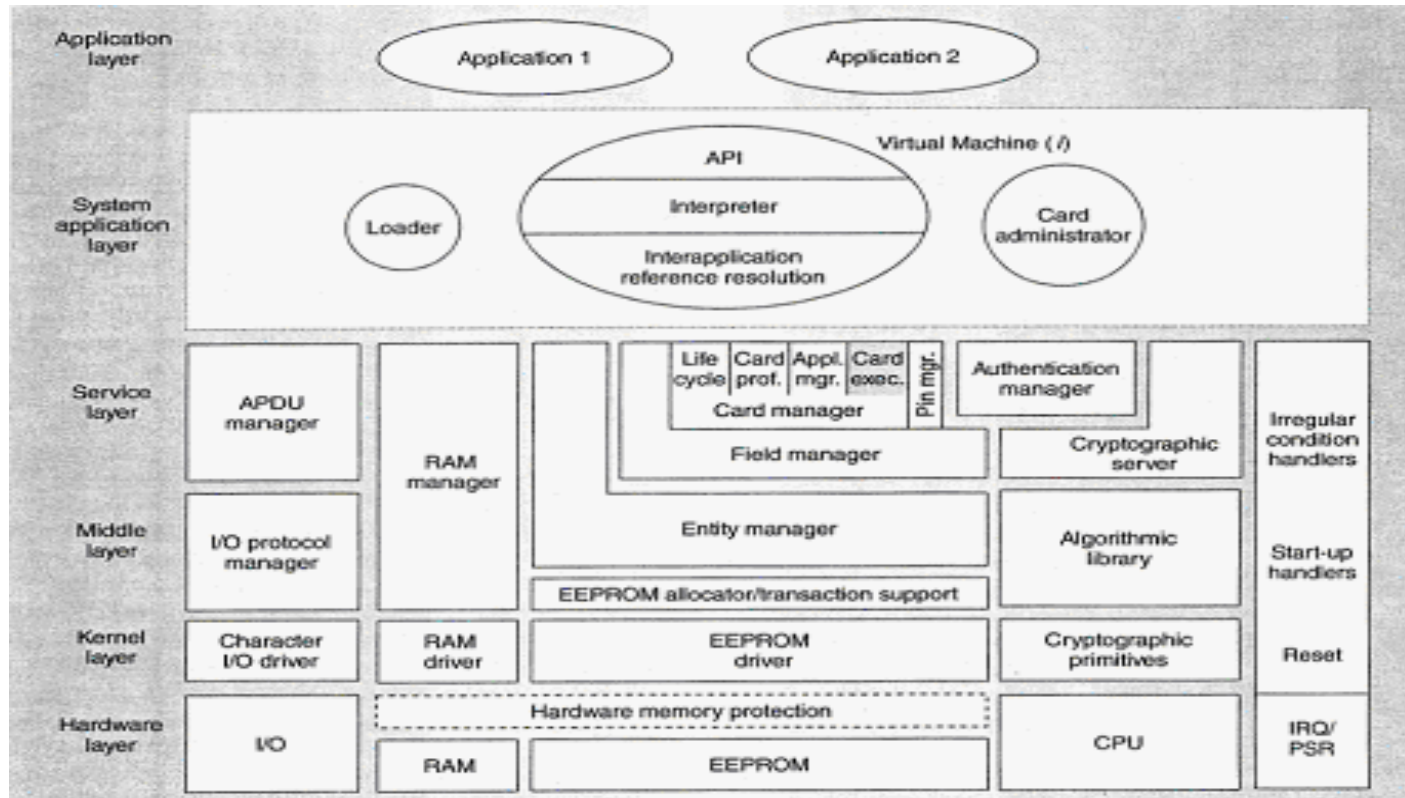 Application
layer
Application 1
Application 2
System
application
layer
Loader
Virtual Machine (i)
API
Interpreter
Interapplication
reference resolution
Card
administrator
Service
layer
APDU
manager
RAM
manager
Life
cycle
Card
prof.
Appl.
mgr.
Card
exec.
Pin mgr.
Card manager
Field manager
Authentication
manager
Cryptographic
server
Irregular
condition
handlers
Middle
layer
I/O protocol
manager
Entity manager
EEPROM allocator/transaction support
Algorithmic
library
Start-up
handlers
Kernel
layer
Character
I/O driver
RAM
driver
EEPROM
driver
Cryptographic
primitives
Reset
Hardware
layer
I/O
Hardware memory protection
RAM
EEPROM
CPU
IRQ/
PSR